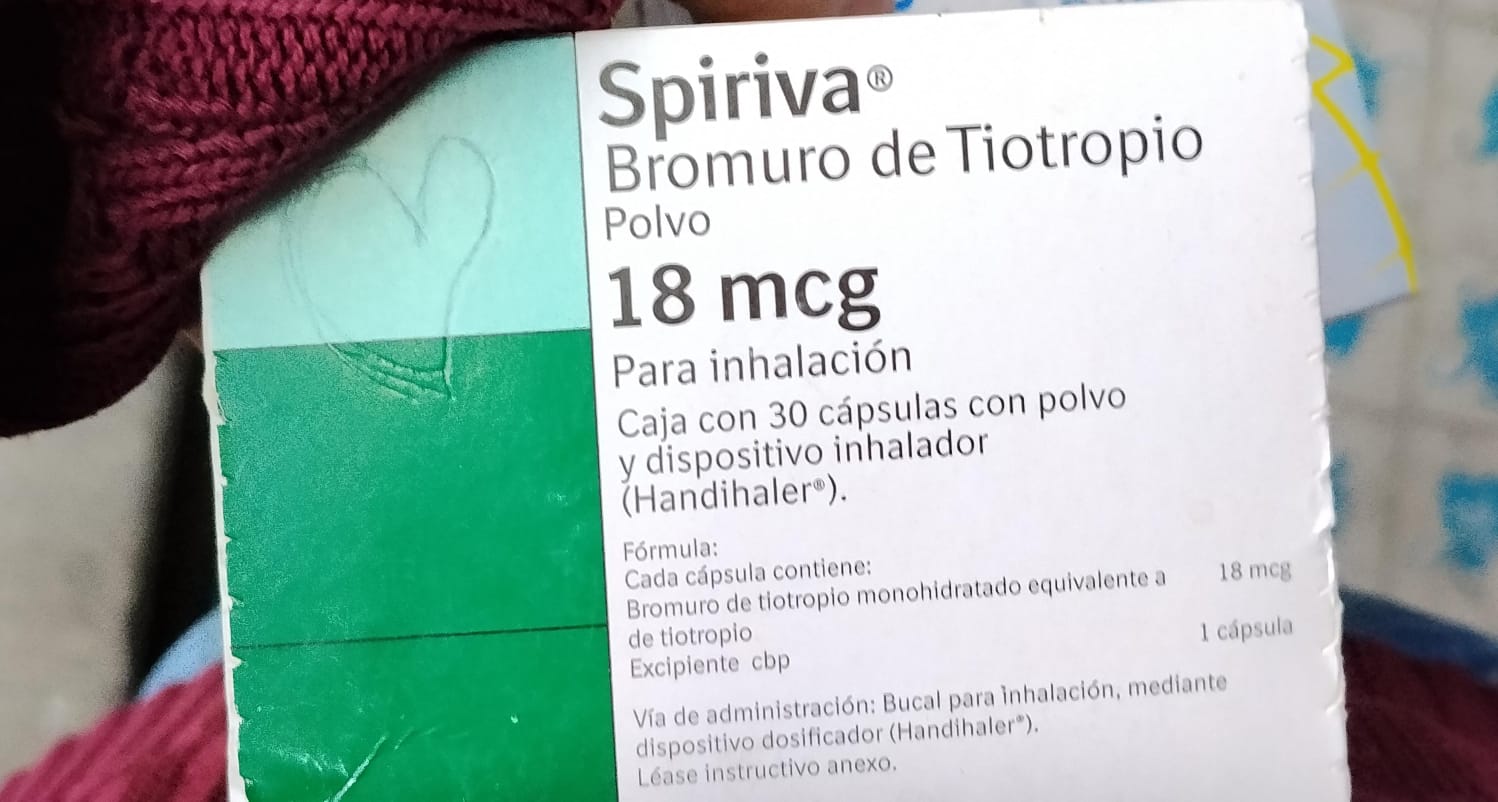 Spiriva®
Bromuro de Tiotropio
Polvo
18 mcg
Para inhalación
Caja con 30 cápsulas con polvo
y dispositivo inhalador
(Handihaler®).
Fórmula:
Cada cápsula contiene:
Bromuro de tiotropio monohidratado equivalente a 18 mcg
de tiotropio
Excipiente cbp 1 cápsula
Vía de administración: Bucal para inhalación, mediante
dispositivo dosificador (Handihaler®).
Léase instructivo anexo.